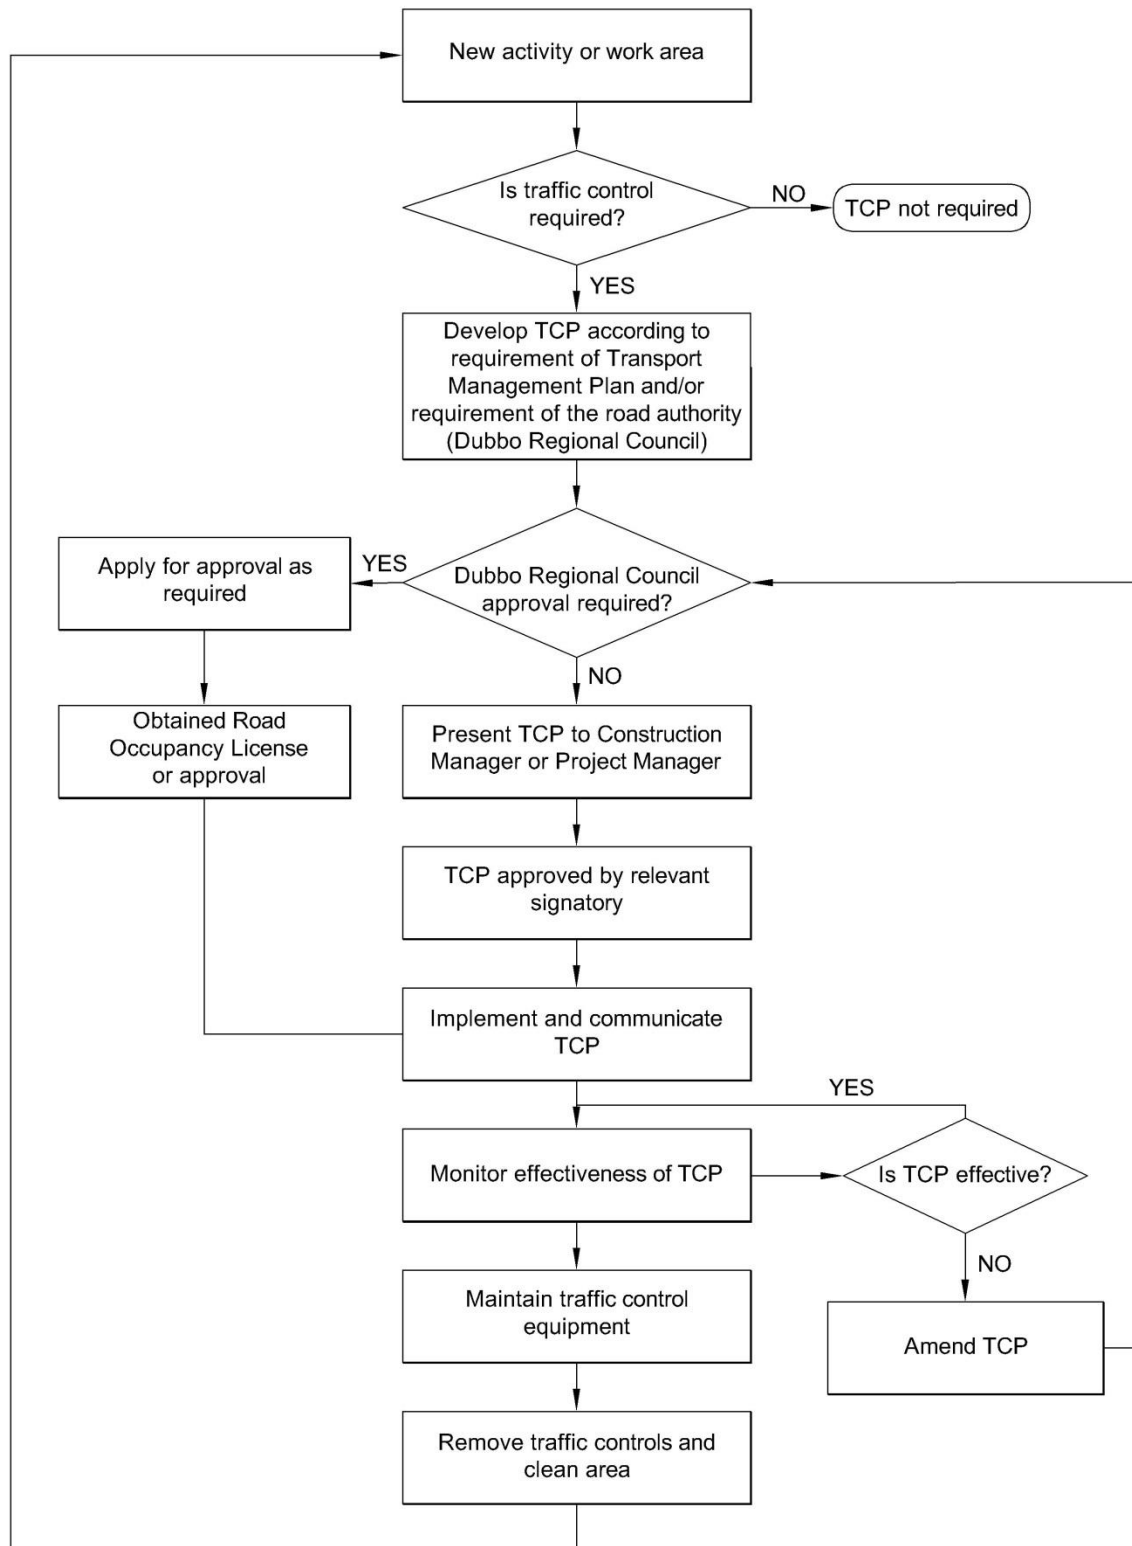 New activity or work area
Is traffic control
required?
NO
TCP not required
YES
Develop TCP according to
requirement of Transport
Management Plan and/or
requirement of the road authority
(Dubbo Regional Council)
Apply for approval as
required
YES
Dubbo Regional Council
approval required?
NO
Obtained Road
Occupancy License
or approval
Present TCP to Construction
Manager or Project Manager
TCP approved by relevant
signatory
Implement and communicate
TCP
YES
Monitor effectiveness of TCP
Is TCP effective?
NO
Maintain traffic control
equipment
Amend TCP
Remove traffic controls and
clean area